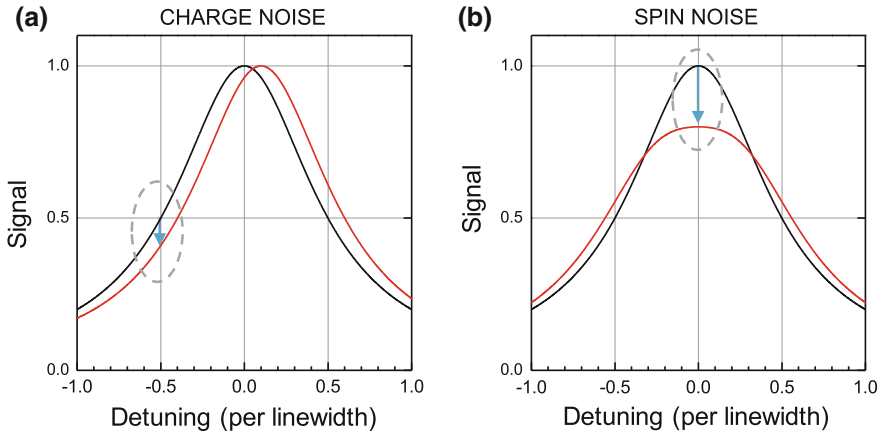 (a) CHARGE NOISE
1.0
0.5
1.0
-1.0 -0.5 0.0 0.5 1.0
Signal
Detuning (per linewidth)
(b) SPIN NOISE
1.0
0.5
0.0
-1.0 -0.5 0.0 0.5 1.0
Signal
Detuning (per linewidth)